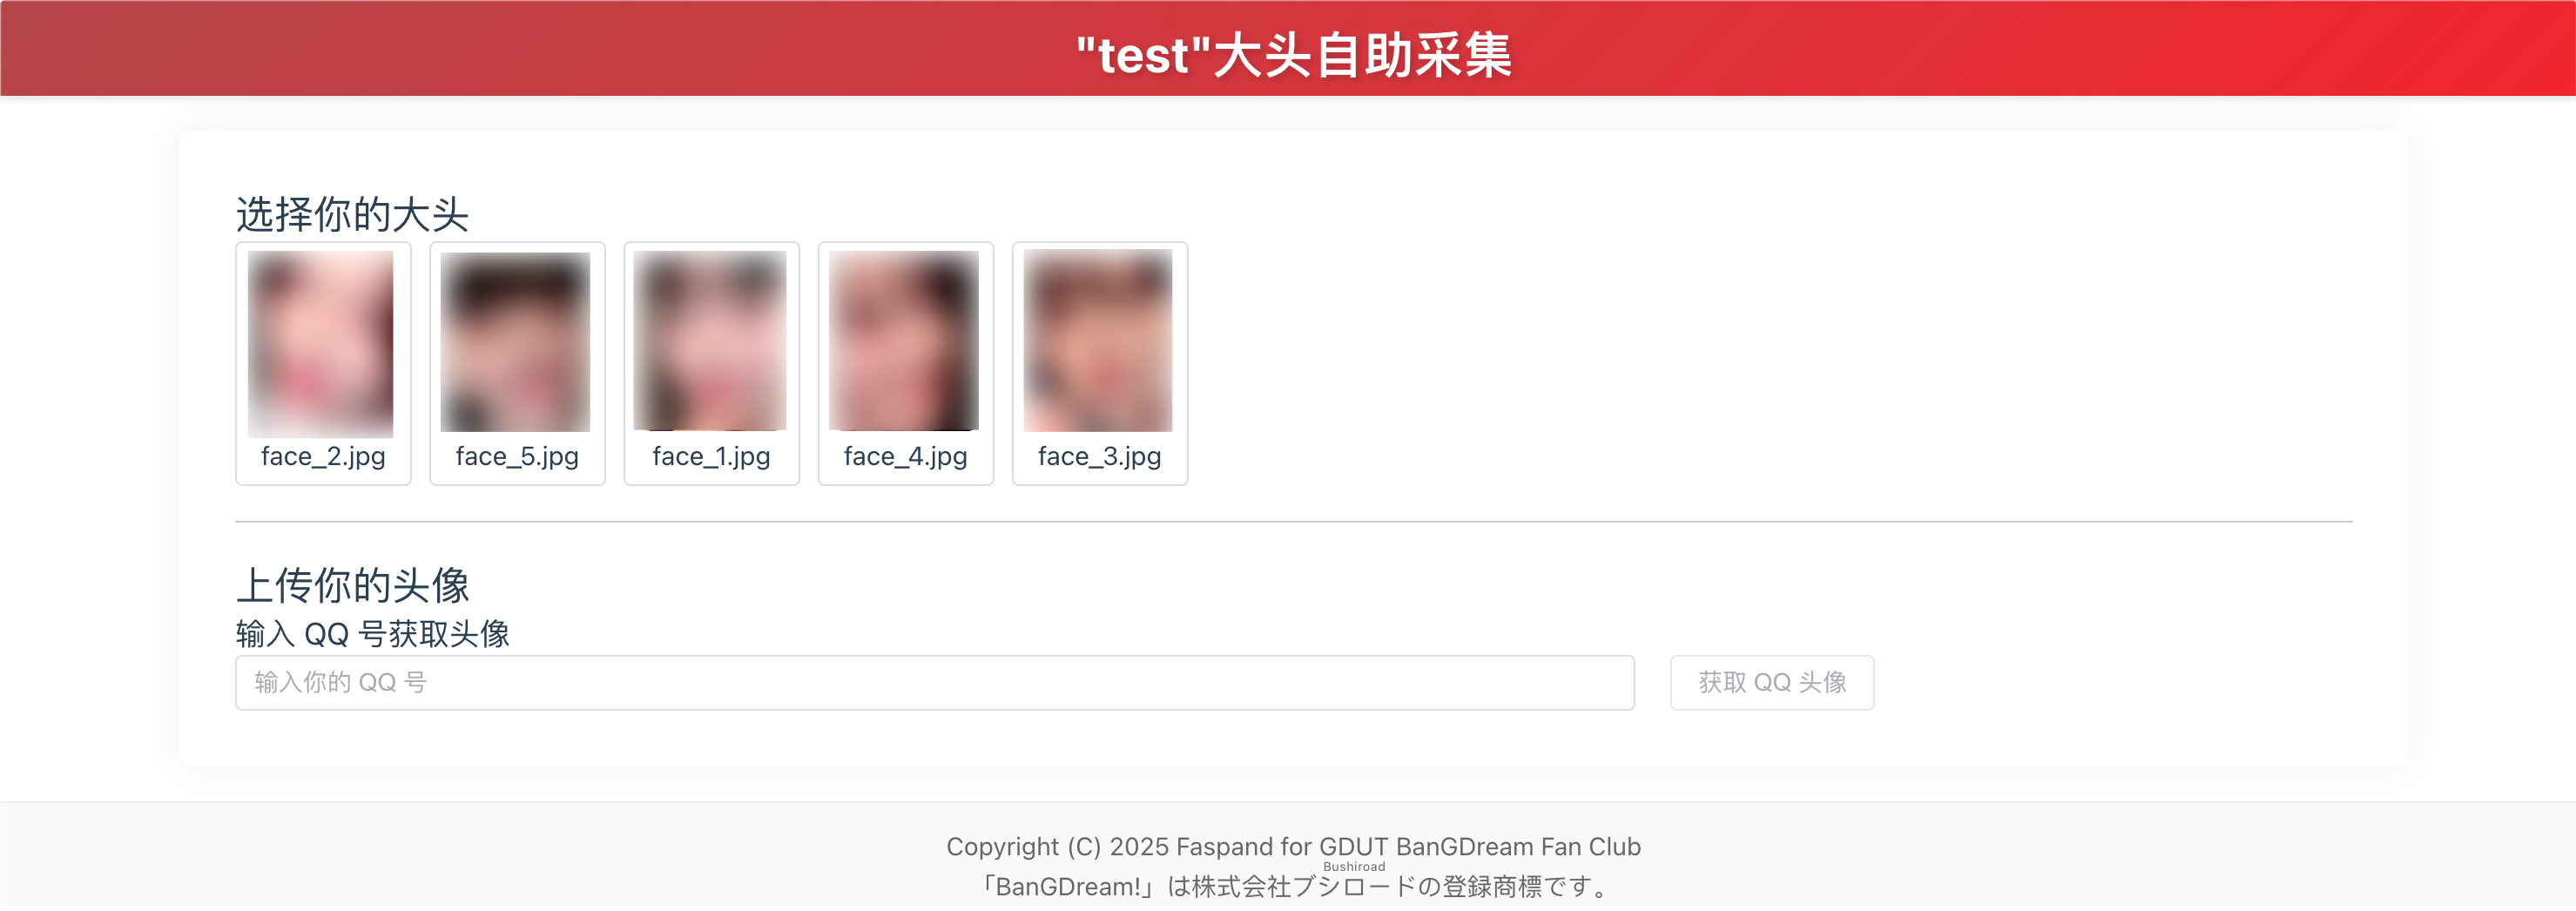 "test"大头自助采集
选择你的大头
face_2.jpg
face_5.jpg
face_1.jpg
face_4.jpg
face_3.jpg
上传你的头像
输入 QQ 号获取头像
输入你的 QQ 号
获取 QQ 头像
Copyright (C) 2025 Faspand for GDUT BanGDream Fan Club
Bushiroad
「BanGDream!」は株式会社ブシロードの登録商標です。